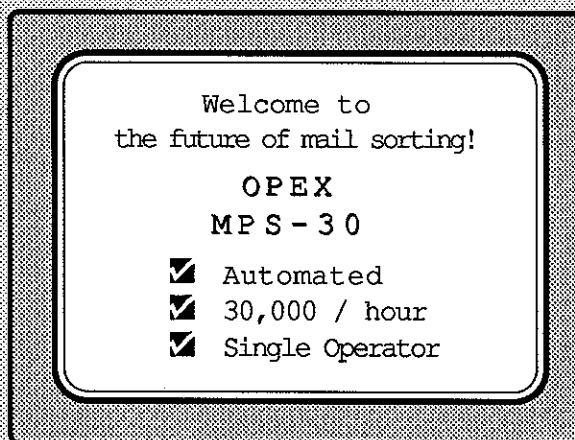 Welcome to
the future of mail sorting!
OPEX
MPS-30
Automated
30,000 / hour
Single Operator